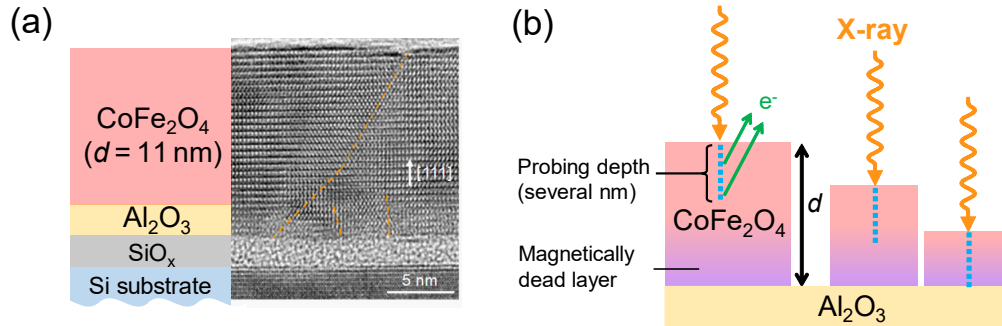 (a)
CoFe₂O₄
(d = 11 nm)
Al₂O₃
SiOₓ
Si substrate
[111]
5 nm
(b)
X-ray
e⁻
Probing depth
(several nm)
CoFe₂O₄
d
Magnetically
dead layer
Al₂O₃